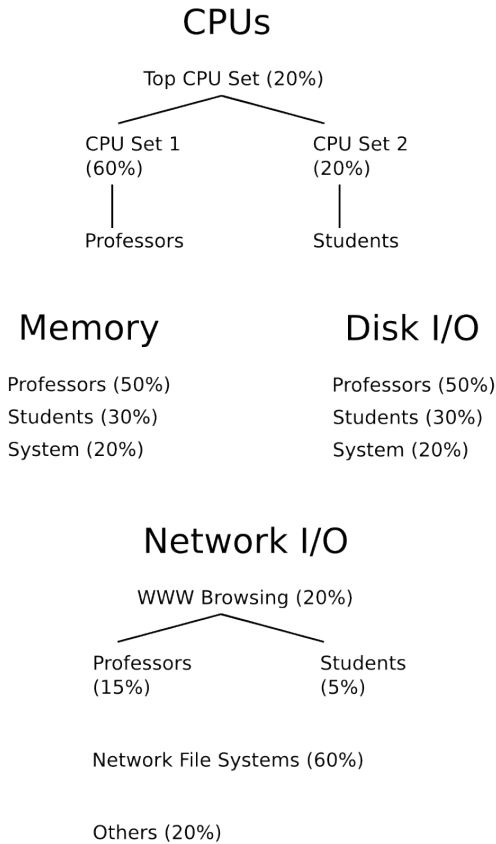 CPUs
Top CPU Set (20%)
CPU Set 1
(60%)
CPU Set 2
(20%)
Professors
Students
Memory
Professors (50%)
Students (30%)
System (20%)
Disk I/O
Professors (50%)
Students (30%)
System (20%)
Network I/O
WWW Browsing (20%)
Professors
(15%)
Students
(5%)
Network File Systems (60%)
Others (20%)